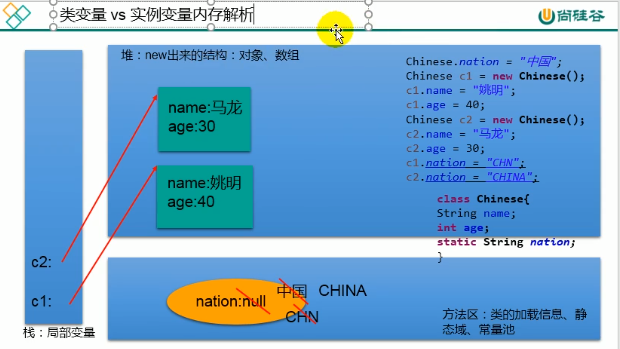 类变量 vs 实例变量内存解析
尚硅谷
堆：new出来的结构：对象、数组
name:马龙
age:30
name:姚明
age:40
c2:
c1:
栈：局部变量
Chinese.nation = "中国";
Chinese c1 = new Chinese();
c1.name = "姚明";
c1.age = 40;
Chinese c2 = new Chinese();
c2.name = "马龙";
c2.age = 30;
c1.nation = "CHN";
c2.nation = "CHINA";
class Chinese{
String name;
int age;
static String nation;
}
nation:null
中国
CHINA
CHN
方法区：类的加载信息、静
态域、常量池